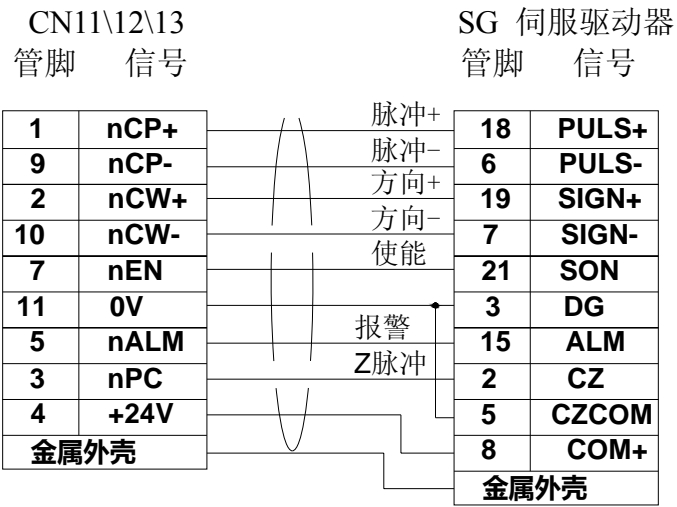 CN11\12\13 SG 伺服驱动器
管脚 信号 管脚 信号
1 nCP+ 脉冲+ 18 PULS+
9 nCP- 脉冲- 6 PULS-
2 nCW+ 方向+ 19 SIGN+
10 nCW- 方向- 7 SIGN-
7 nEN 使能 21 SON
11 0V 3 DG
5 nALM 报警 15 ALM
3 nPC Z脉冲 2 CZ
4 +24V 5 CZCOM
金属外壳 8 COM+
金属外壳